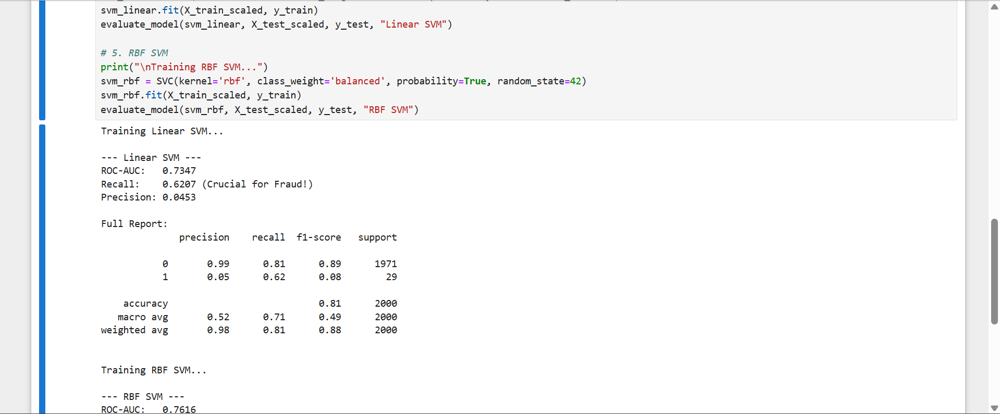 svm_linear.fit(X_train_scaled, y_train)
evaluate_model(svm_linear, X_test_scaled, y_test, "Linear SVM")
# 5. RBF SVM
print("\nTraining RBF SVM...")
svm_rbf = SVC(kernel='rbf', class_weight='balanced', probability=True, random_state=42)
svm_rbf.fit(X_train_scaled, y_train)
evaluate_model(svm_rbf, X_test_scaled, y_test, "RBF SVM")
Training Linear SVM...
--- Linear SVM ---
ROC-AUC:   0.7347
Recall:    0.6207 (Crucial for Fraud!)
Precision: 0.0453
Full Report:
              precision    recall  f1-score   support
           0       0.99      0.81      0.89      1971
           1       0.05      0.62      0.08        29
    accuracy                           0.81      2000
   macro avg       0.52      0.71      0.49      2000
weighted avg       0.98      0.81      0.88      2000
Training RBF SVM...
--- RBF SVM ---
ROC-AUC:   0.7616